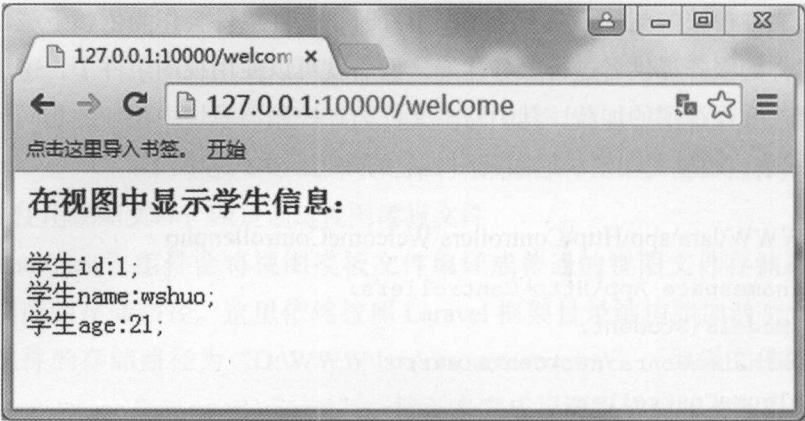 127.0.0.1:10000/welcom
127.0.0.1:10000/welcome
点击这里导入书签。 开始
在视图中显示学生信息:
学生id:1;
学生name:wshuo;
学生age:21;